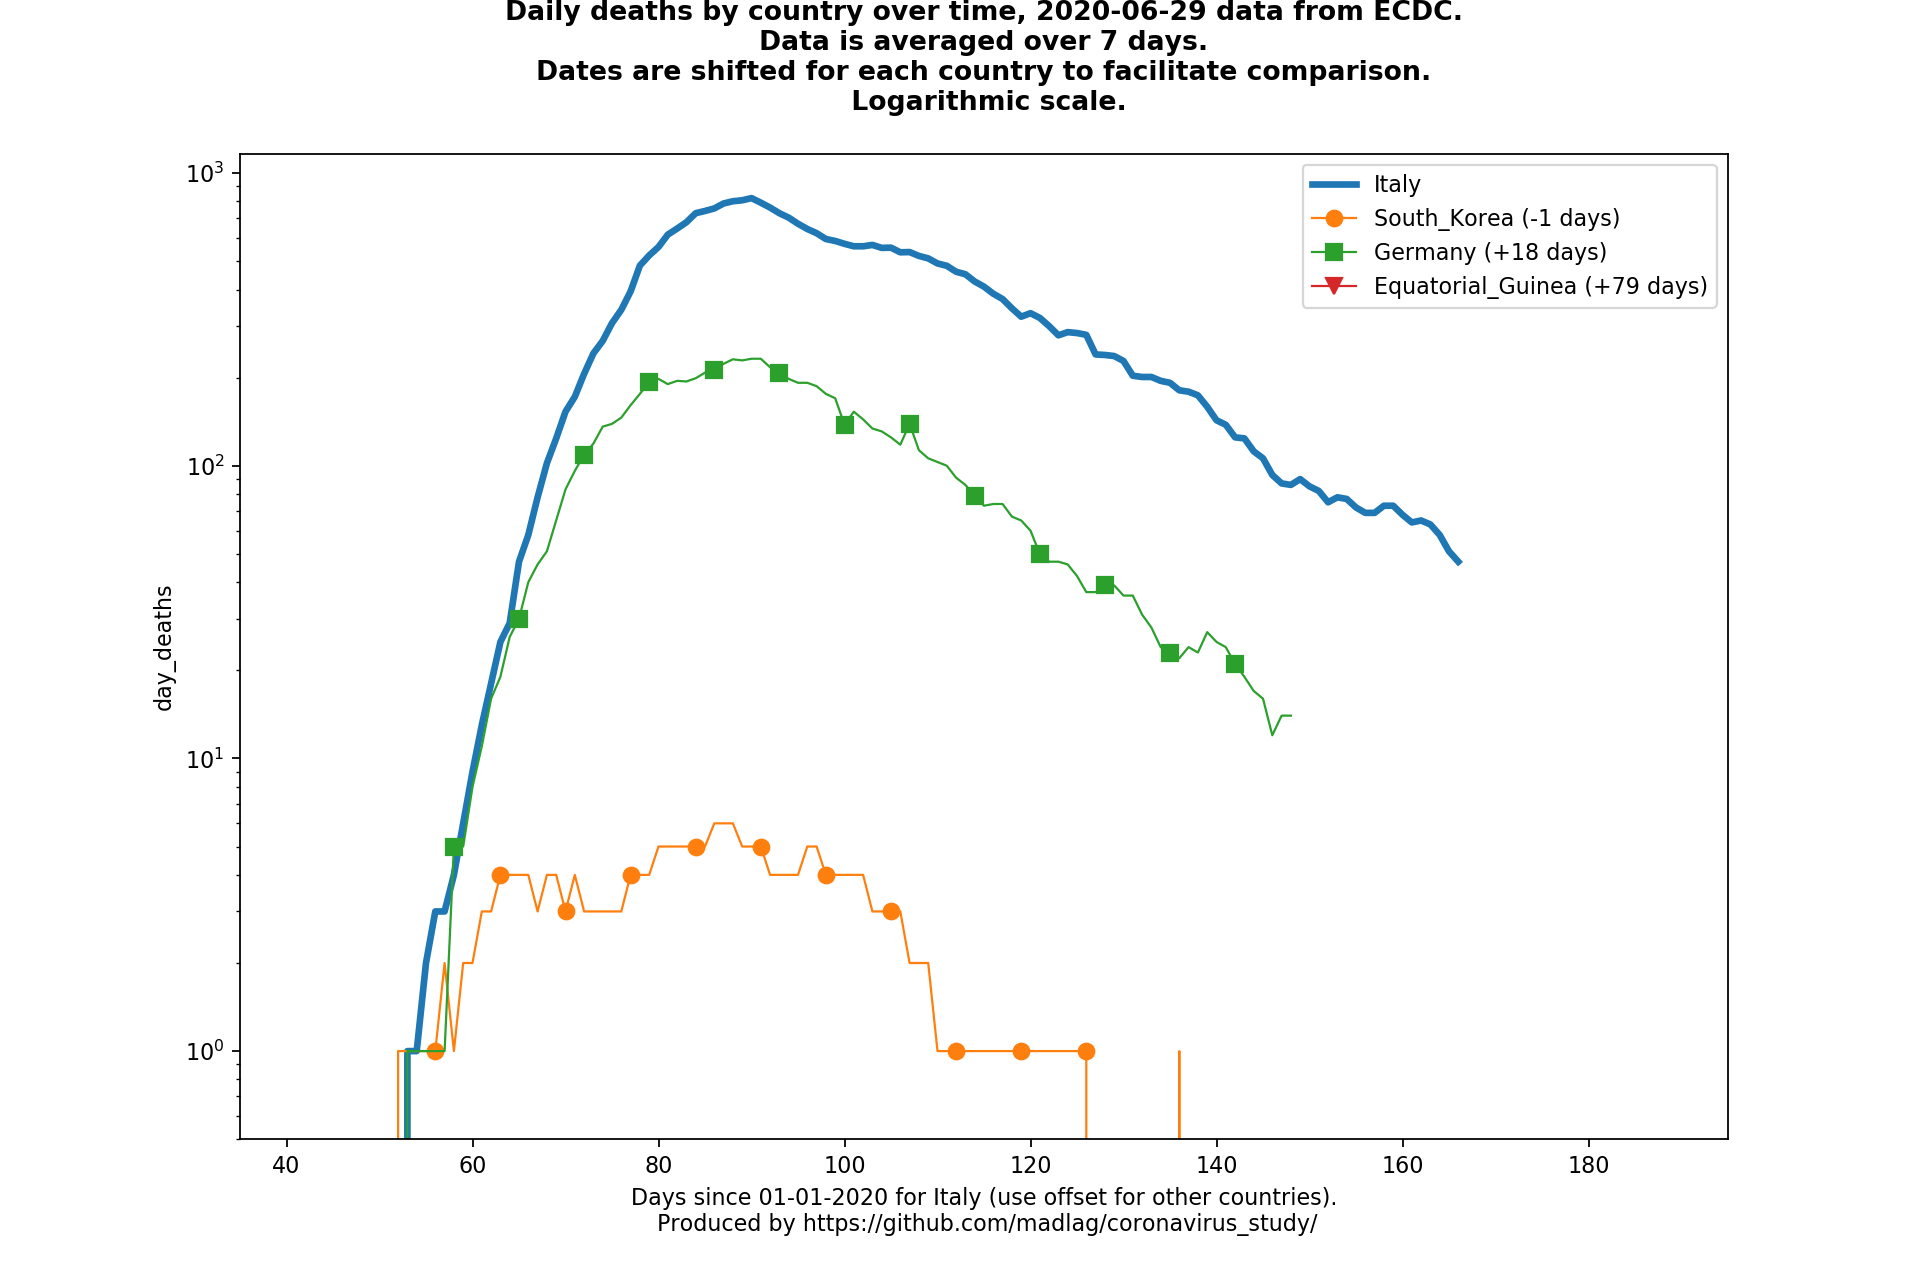 Daily deaths by country over time, 2020-06-29 data from ECDC.
Data is averaged over 7 days.
Dates are shifted for each country to facilitate comparison.
Logarithmic scale.
Italy
South_Korea (-1 days)
Germany (+18 days)
Equatorial_Guinea (+79 days)
10³
10²
10¹
10⁰
day_deaths
40 60 80 100 120 140 160 180
Days since 01-01-2020 for Italy (use offset for other countries).
Produced by https://github.com/madlag/coronavirus_study/